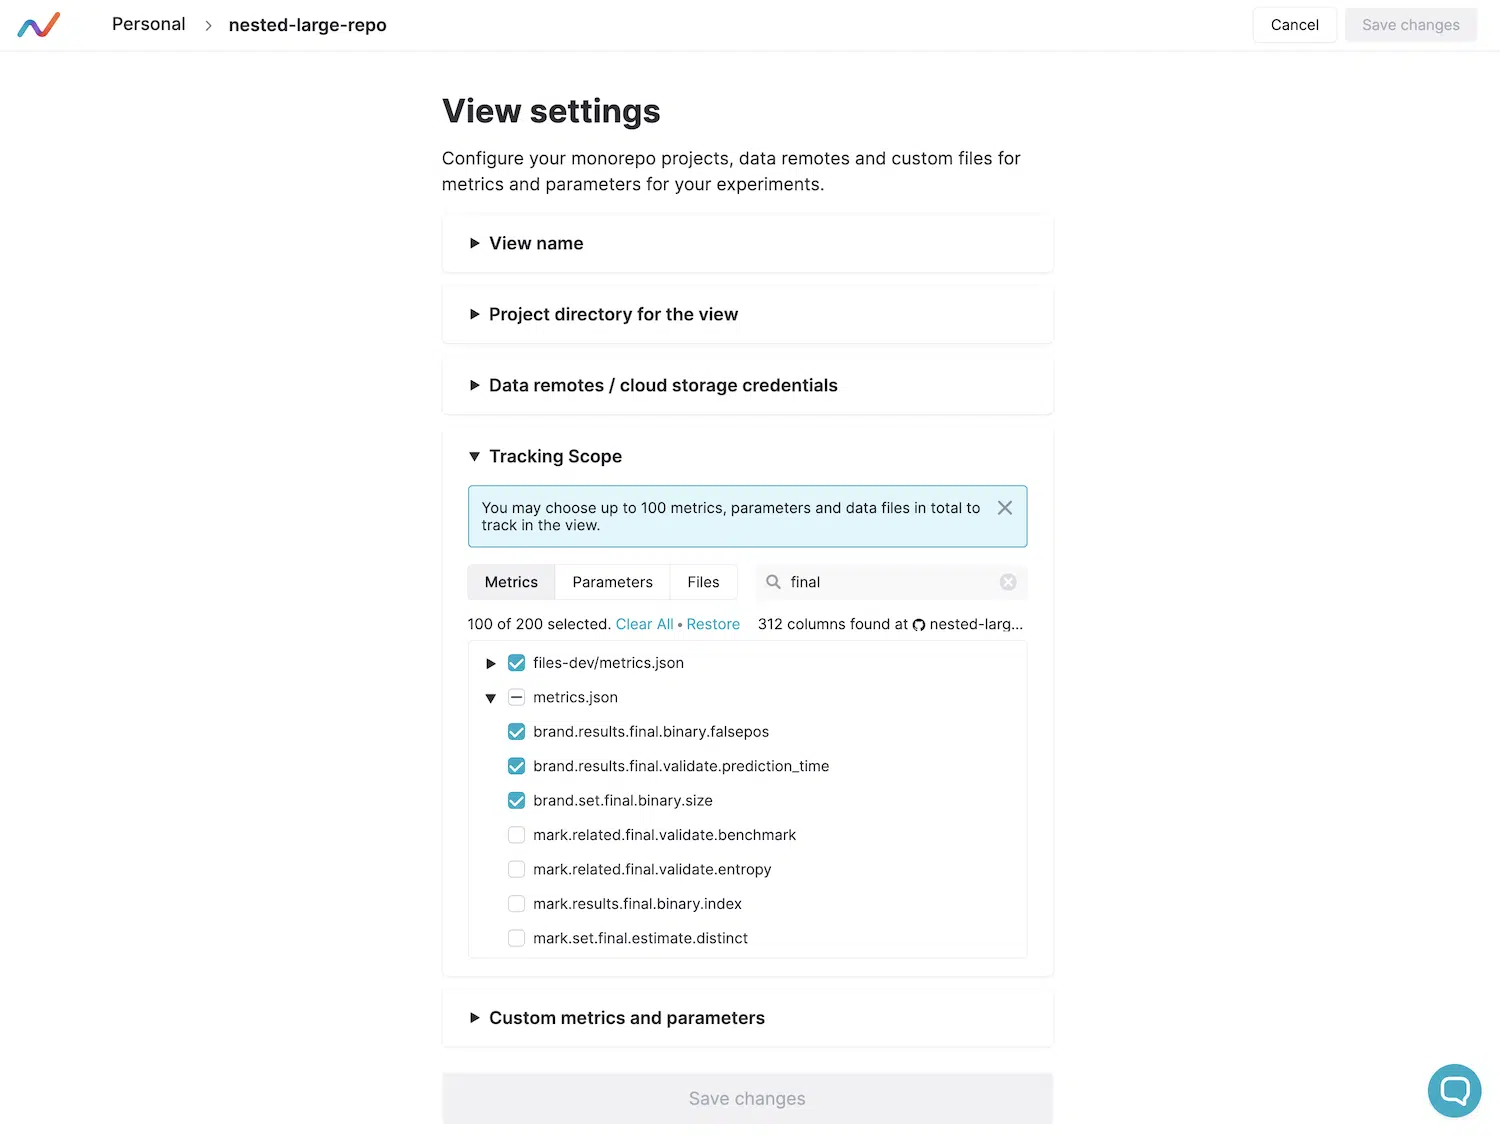 Personal > nested-large-repo
Cancel
Save changes
View settings
Configure your monorepo projects, data remotes and custom files for
metrics and parameters for your experiments.
View name
Project directory for the view
Data remotes / cloud storage credentials
Tracking Scope
You may choose up to 100 metrics, parameters and data files in total to
track in the view.
Metrics
Parameters
Files
final
100 of 200 selected. Clear All • Restore
312 columns found at nested-larg...
files-dev/metrics.json
metrics.json
brand.results.final.binary.falsepos
brand.results.final.validate.prediction_time
brand.set.final.binary.size
mark.related.final.validate.benchmark
mark.related.final.validate.entropy
mark.results.final.binary.index
mark.set.final.estimate.distinct
Custom metrics and parameters
Save changes